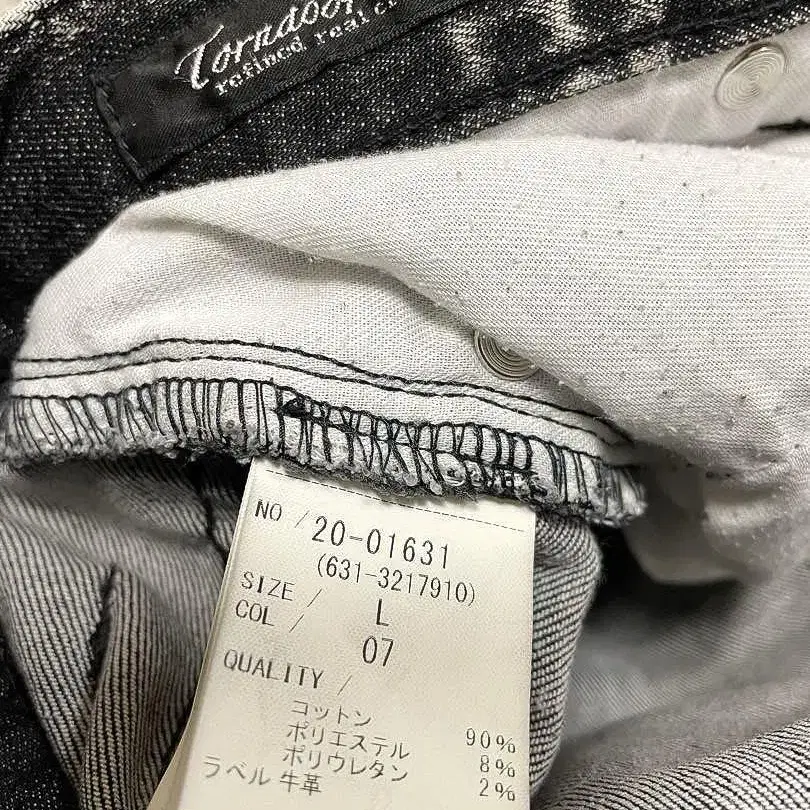 refined real cl
NO / 20-01631
(631-3217910)
SIZE / L
COL / 07
QUALITY /
コットン 90%
ポリエステル 8%
ポリウレタン 2%
ラベル 牛革